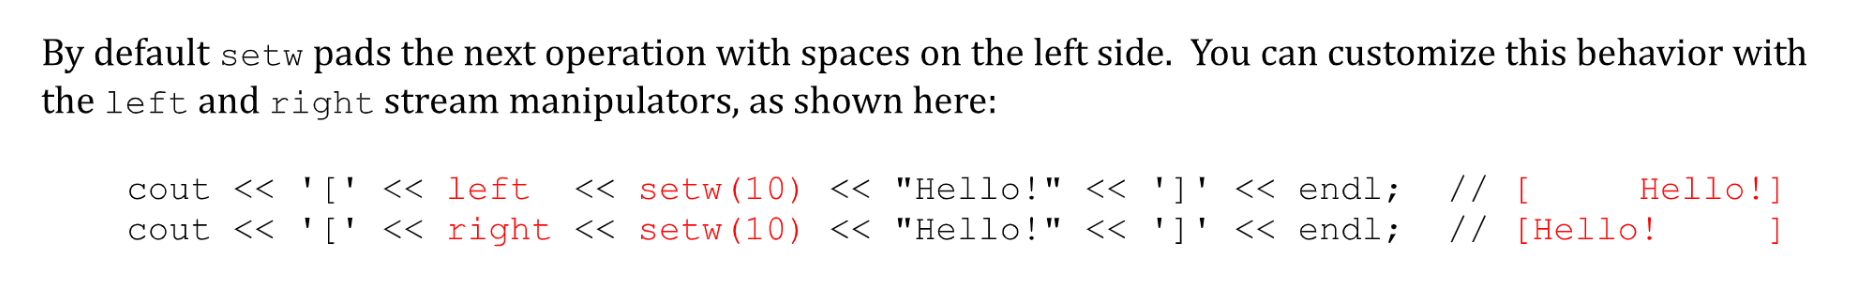 By default setw pads the next operation with spaces on the left side.  You can customize this behavior with
the left and right stream manipulators, as shown here:
cout << '[' << left  << setw(10) << "Hello!" << ']' << endl;  // [      Hello!]
cout << '[' << right << setw(10) << "Hello!" << ']' << endl;  // [Hello!      ]